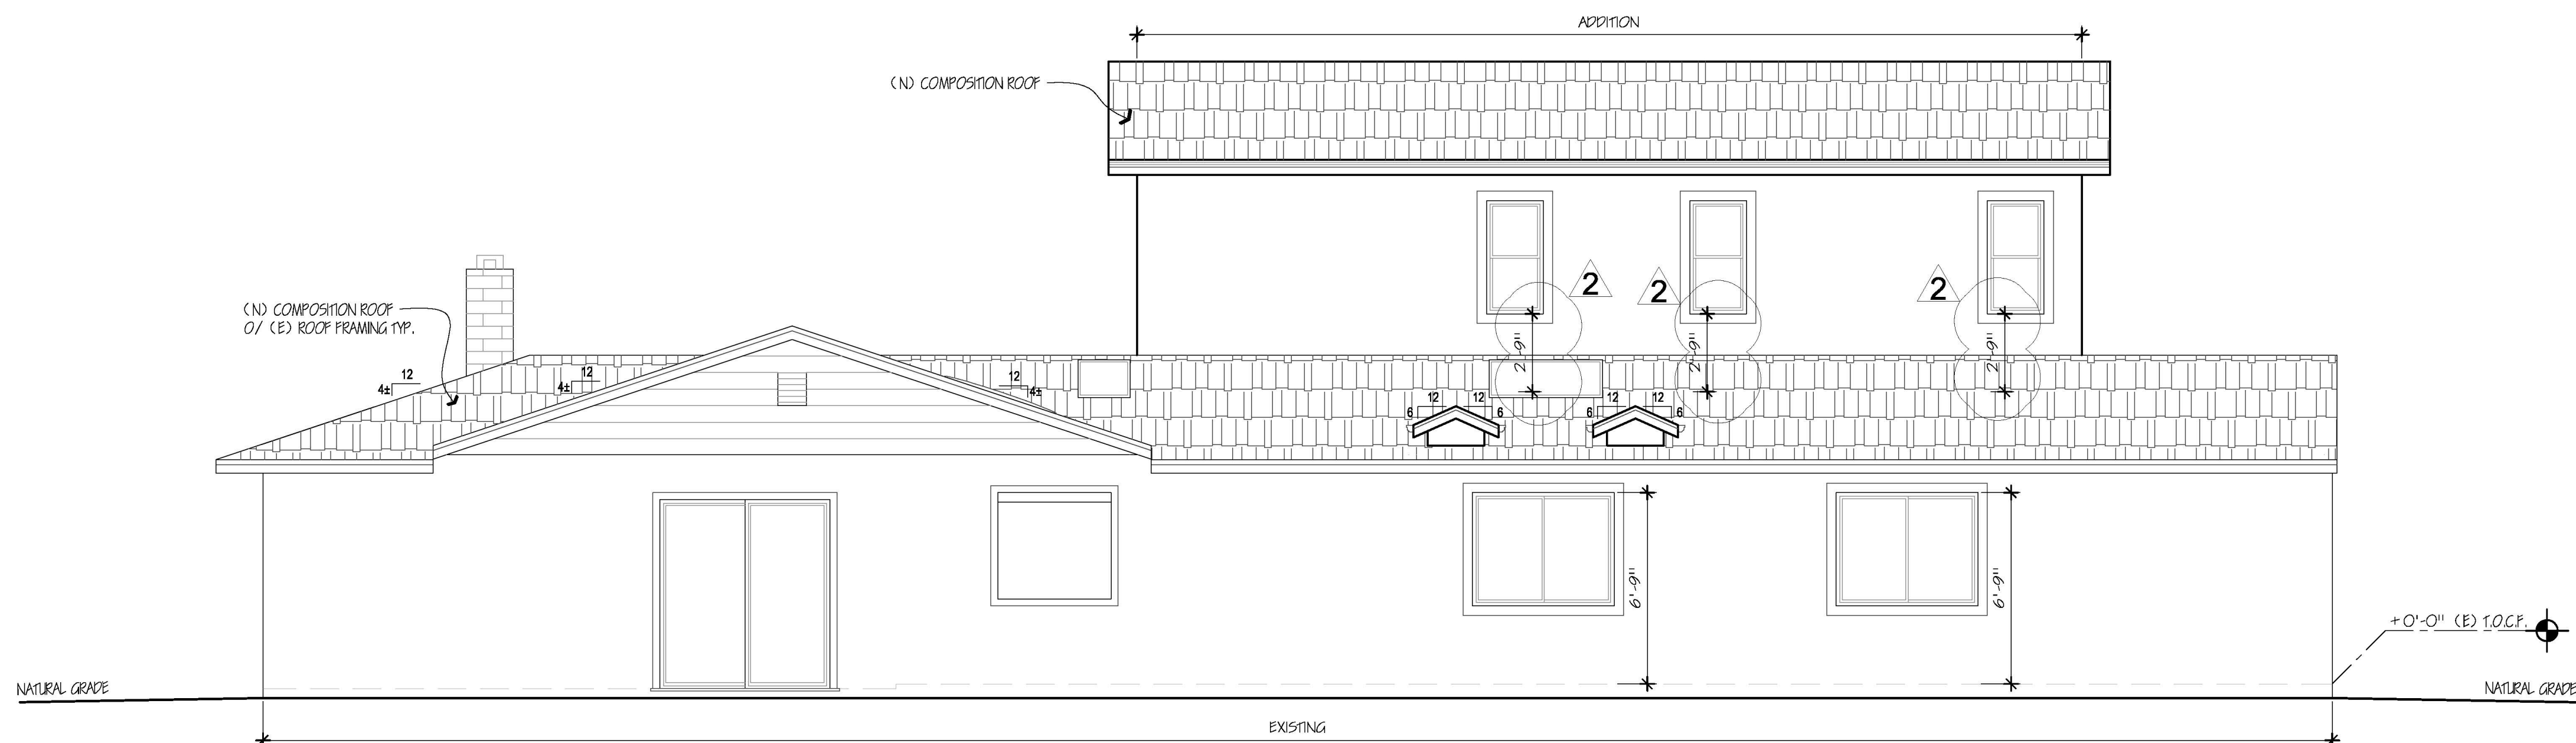 ADDITION
(N) COMPOSITION ROOF
2
2
2
(N) COMPOSITION ROOF
O/ (E) ROOF FRAMING TYP.
2'-9"
2'-9"
2'-9"
12
4±
12
4±
12
4±
12
6
12
6
12
6
12
6
6'-9"
6'-9"
+0'-0" (E) T.O.C.F.
NATURAL GRADE
NATURAL GRADE
EXISTING